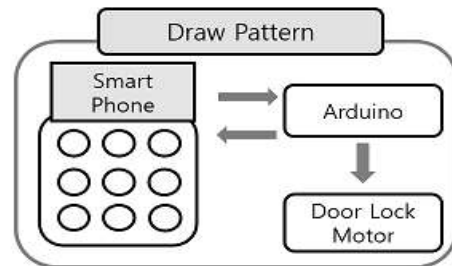 Draw Pattern
Smart
Phone
Arduino
Door Lock
Motor